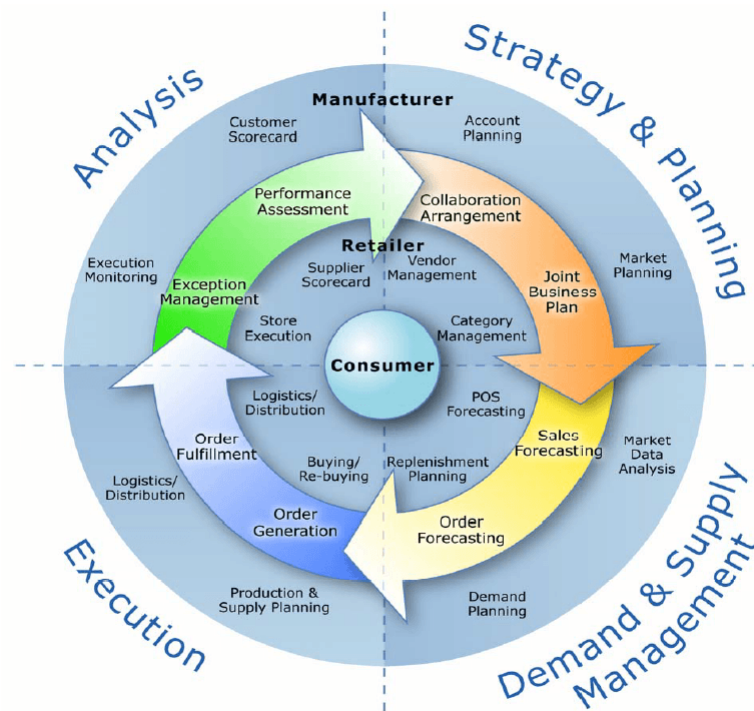 Analysis
Strategy & Planning
Manufacturer
Customer
Scorecard
Account
Planning
Performance
Assessment
Collaboration
Arrangement
Retailer
Execution
Monitoring
Exception
Management
Supplier
Scorecard
Vendor
Management
Joint
Business
Plan
Market
Planning
Store
Execution
Category
Management
Consumer
Logistics/
Distribution
POS
Forecasting
Order
Fulfillment
Sales
Forecasting
Market
Data
Analysis
Logistics/
Distribution
Buying/
Re-buying
Replenishment
Planning
Order
Generation
Order
Forecasting
Production &
Supply Planning
Demand
Planning
Execution
Demand & Supply
Management